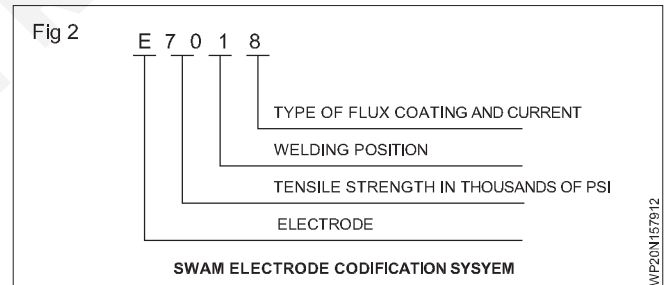 Fig 2
E 7 0 1 8
TYPE OF FLUX COATING AND CURRENT
WELDING POSITION
TENSILE STRENGTH IN THOUSANDS OF PSI
ELECTRODE
SWAM ELECTRODE CODIFICATION SYSYEM
WP20N157912